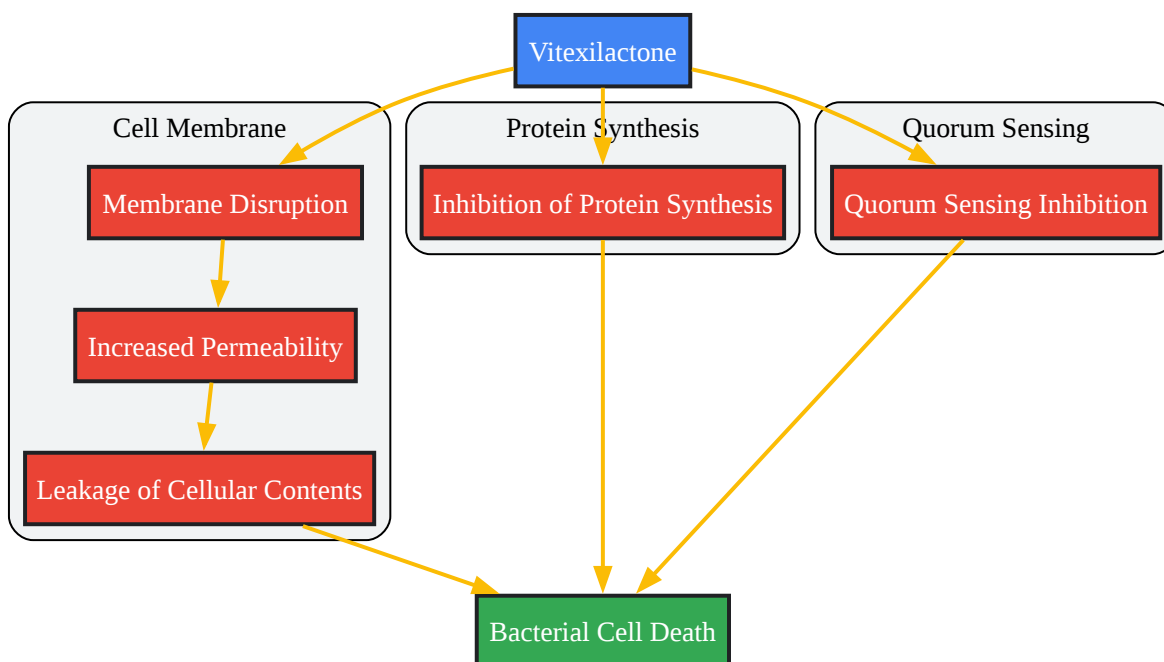 Vitexilactone
Cell Membrane
Protein Synthesis
Quorum Sensing
Membrane Disruption
Inhibition of Protein Synthesis
Quorum Sensing Inhibition
Increased Permeability
Leakage of Cellular Contents
Bacterial Cell Death